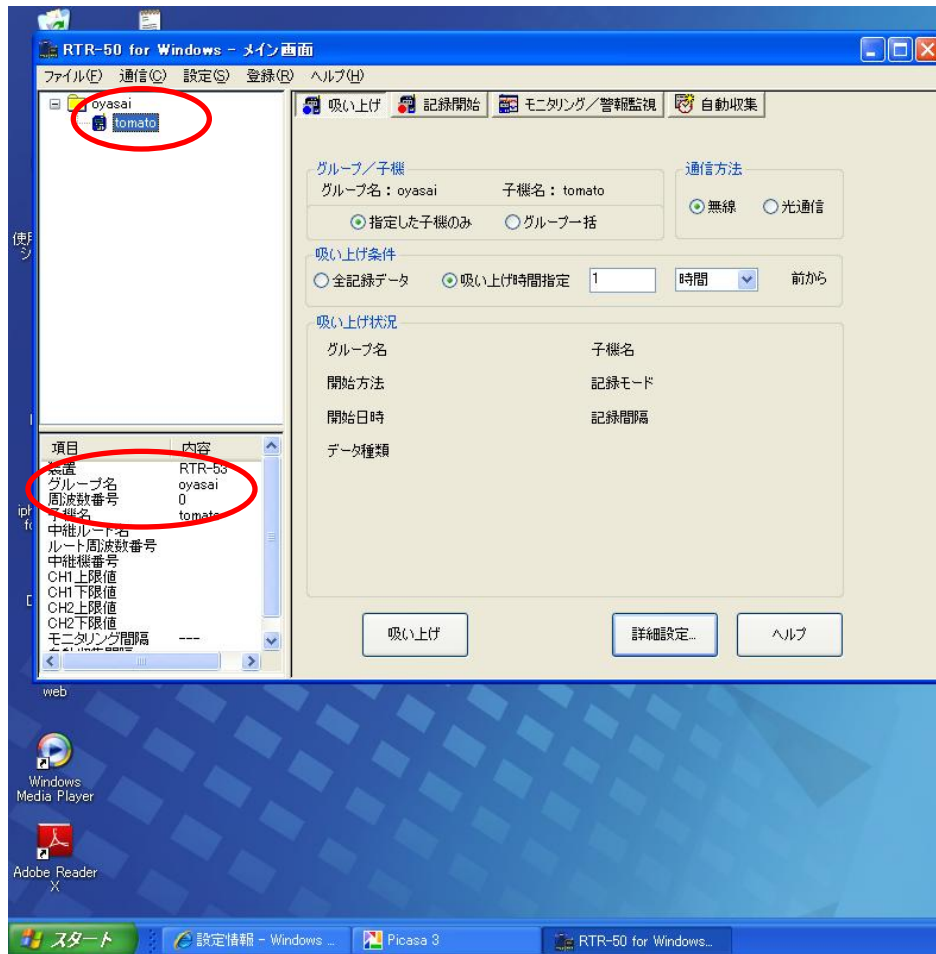 RTR-50 for Windows - メイン画面
ファイル(F) 通信(C) 設定(S) 登録(R) ヘルプ(H)
oyasai
tomato
吸い上げ 記録開始 モニタリング／警報監視 自動収集
グループ／子機
グループ名：oyasai 子機名：tomato
指定した子機のみ グループ一括
通信方法
無線 光通信
吸い上げ条件
全記録データ 吸い上げ時間指定 1 時間 前から
吸い上げ状況
グループ名 子機名
開始方法 記録モード
開始日時 記録間隔
データ種類
項目 内容
装置 RTR-53
グループ名 oyasai
周波数番号 0
子機名 tomato
中継ルート名
ルート周波数番号
中継機番号
CH1上限値
CH1下限値
CH2上限値
CH2下限値
モニタリング間隔 ---
吸い上げ 詳細設定... ヘルプ
web
Windows
Media Player
Adobe Reader
X
スタート 設定情報 - Windows ... Picasa 3 RTR-50 for Windows...